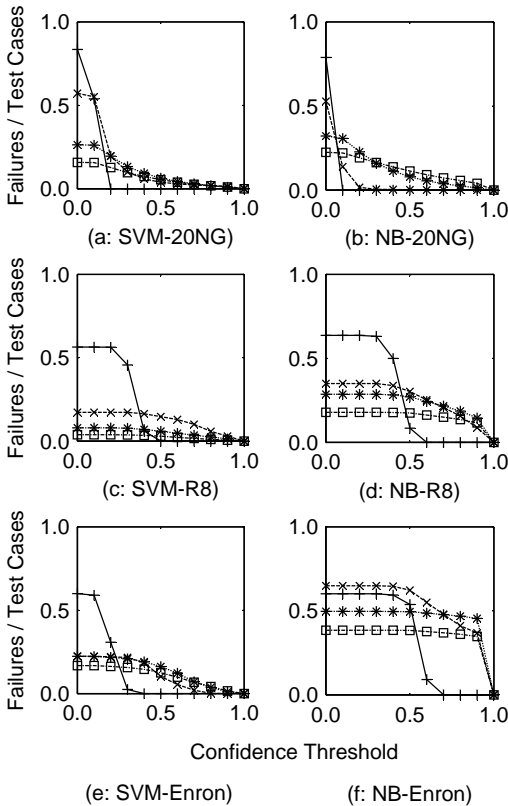 1.0
0.5
0.0
Failures / Test Cases
0.0 0.5 1.0
(a: SVM-20NG)
1.0
0.5
0.0
0.0 0.5 1.0
(b: NB-20NG)
1.0
0.5
0.0
Failures / Test Cases
0.0 0.5 1.0
(c: SVM-R8)
1.0
0.5
0.0
0.0 0.5 1.0
(d: NB-R8)
1.0
0.5
0.0
Failures / Test Cases
0.0 0.5 1.0
1.0
0.5
0.0
0.0 0.5 1.0
Confidence Threshold
(e: SVM-Enron)
(f: NB-Enron)